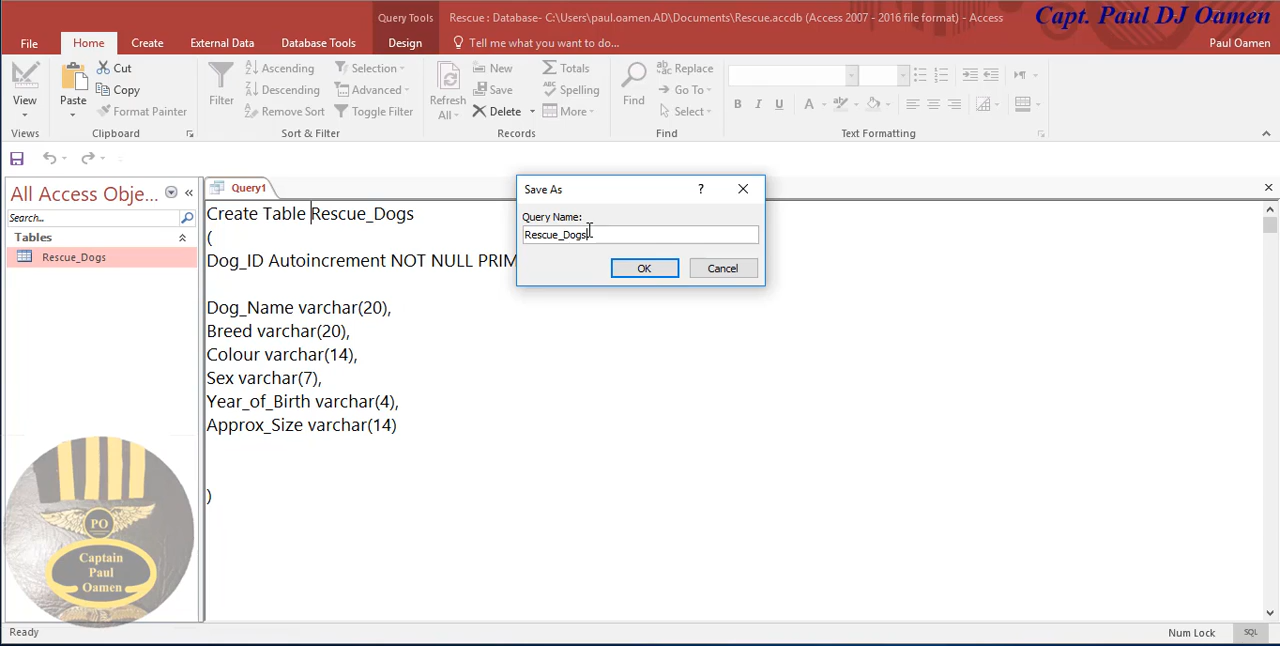 Query Tools
Rescue : Database- C:\Users\paul.oamen.AD\Documents\Rescue.accdb (Access 2007 - 2016 file format) - Access
Capt. Paul DJ Oamen
File Home Create External Data Database Tools Design Tell me what you want to do... Paul Oamen
View
Views
Paste
Cut
Copy
Format Painter
Clipboard
Filter
Ascending
Descending
Remove Sort
Selection
Advanced
Toggle Filter
Sort & Filter
Refresh
All
New
Save
Delete
Totals
Spelling
More
Records
Find
Replace
Go To
Select
Find
B I U A
Text Formatting
All Access Obje...
Search...
Tables
Rescue_Dogs
Query1
Create Table Rescue_Dogs
(
Dog_ID Autoincrement NOT NULL PRIM
Dog_Name varchar(20),
Breed varchar(20),
Colour varchar(14),
Sex varchar(7),
Year_of_Birth varchar(4),
Approx_Size varchar(14)
)
Save As
?
Query Name:
Rescue_Dogs
OK
Cancel
PO
Captain
Paul
Oamen
Ready
Num Lock
SQL